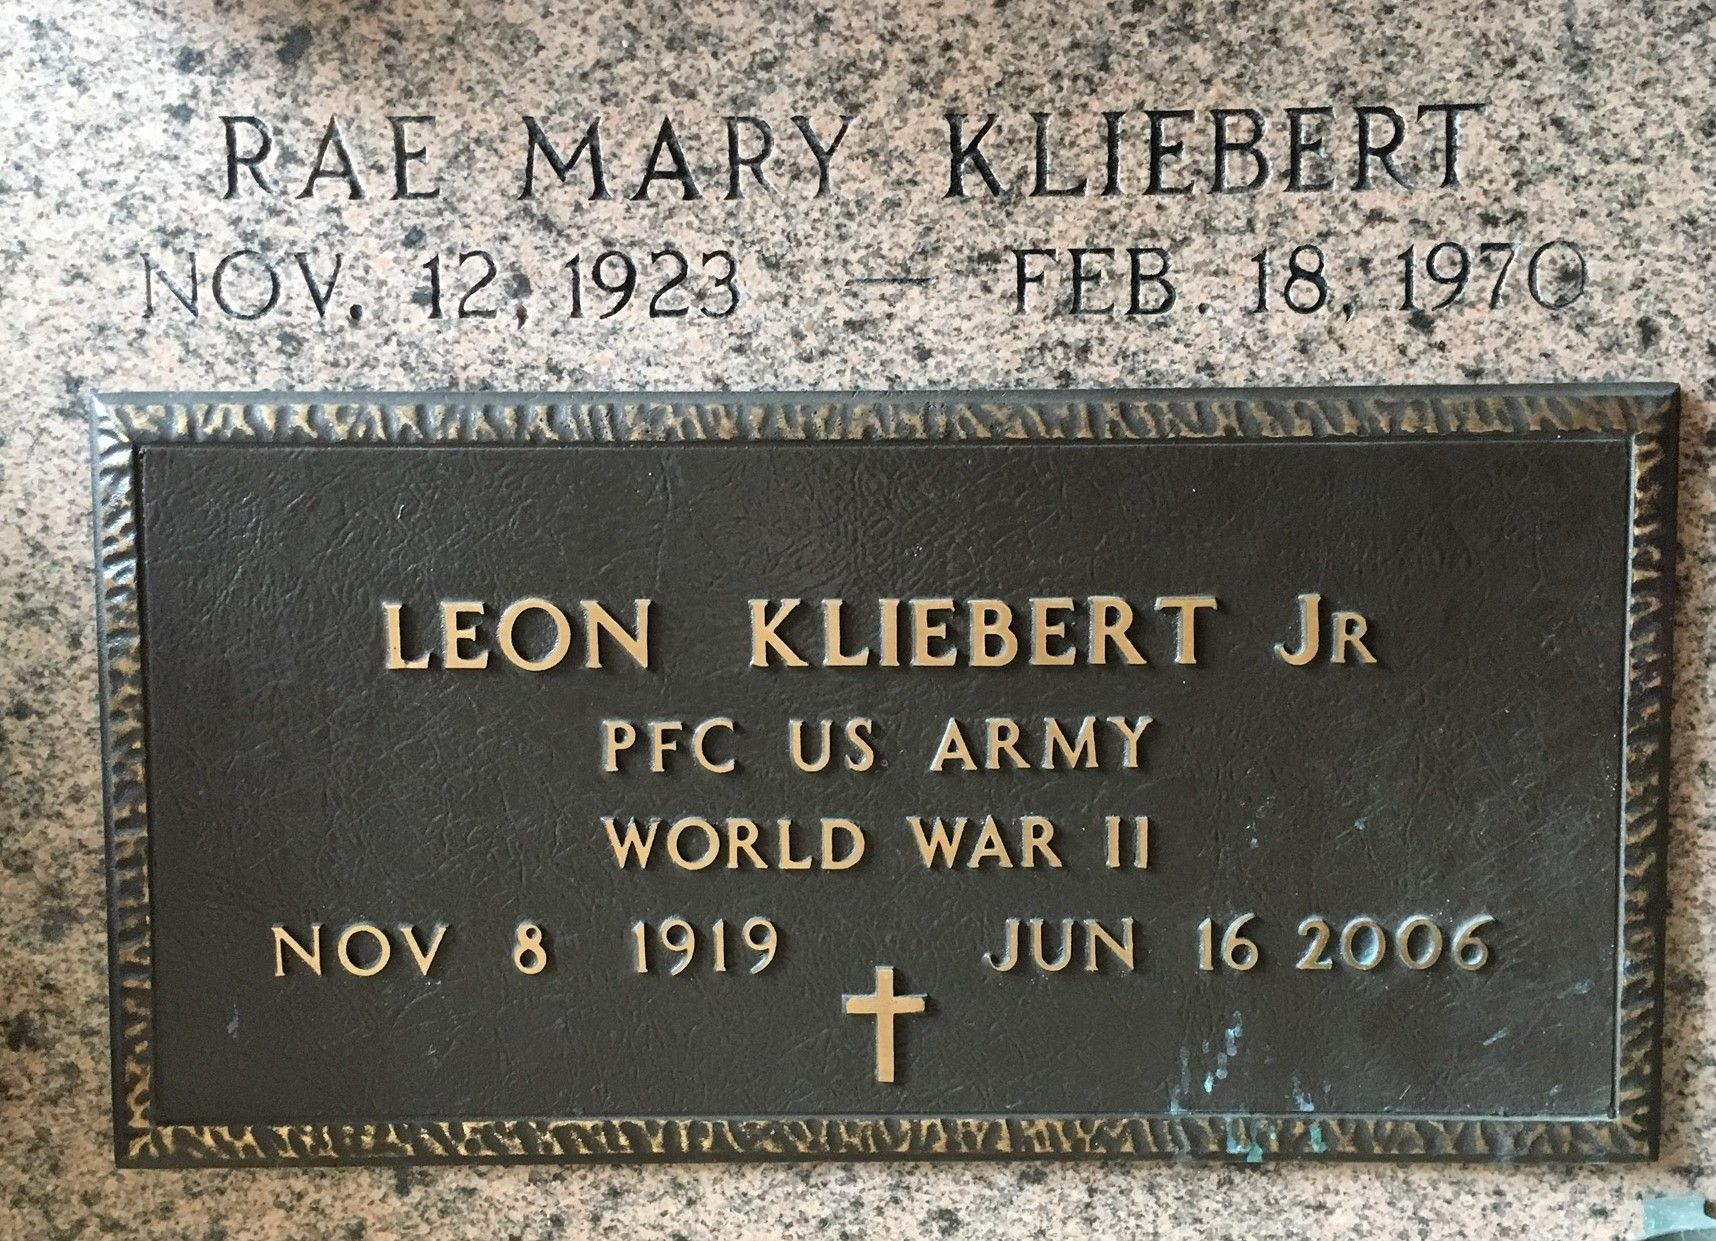 RAE MARY KLIEBERT
NOV. 12, 1923 — FEB. 18, 1970
LEON KLIEBERT JR
PFC US ARMY
WORLD WAR II
NOV 8 1919 JUN 16 2006